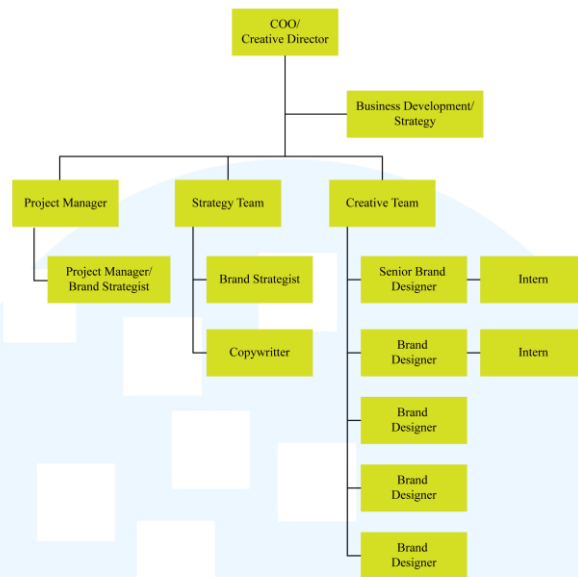 COO/
Creative Director
Business Development/
Strategy
Project Manager
Strategy Team
Creative Team
Project Manager/
Brand Strategist
Brand Strategist
Senior Brand
Designer
Intern
Copywritter
Brand
Designer
Intern
Brand
Designer
Brand
Designer
Brand
Designer